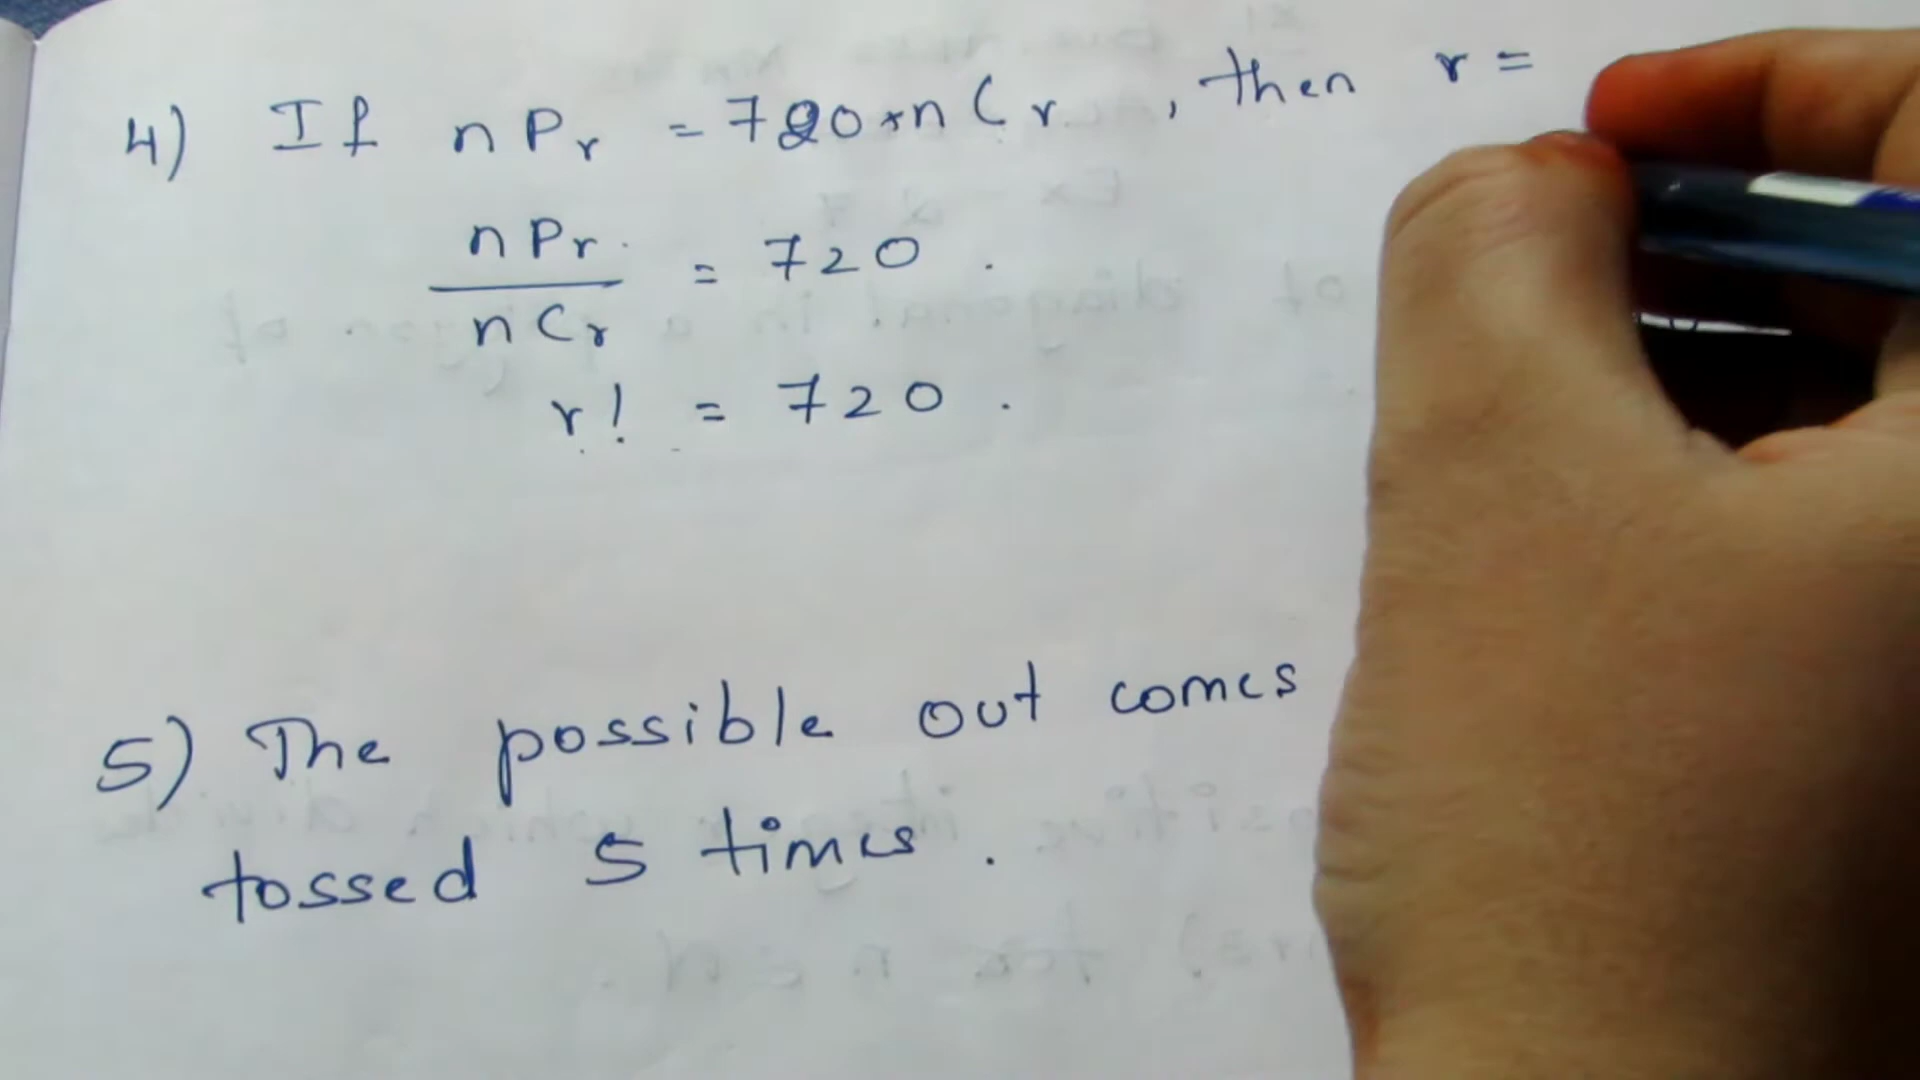 4) If nPr = 720 * nCr , then r =
nPr / nCr = 720 .
r! = 720 .
5) The possible out comes
tossed 5 times .